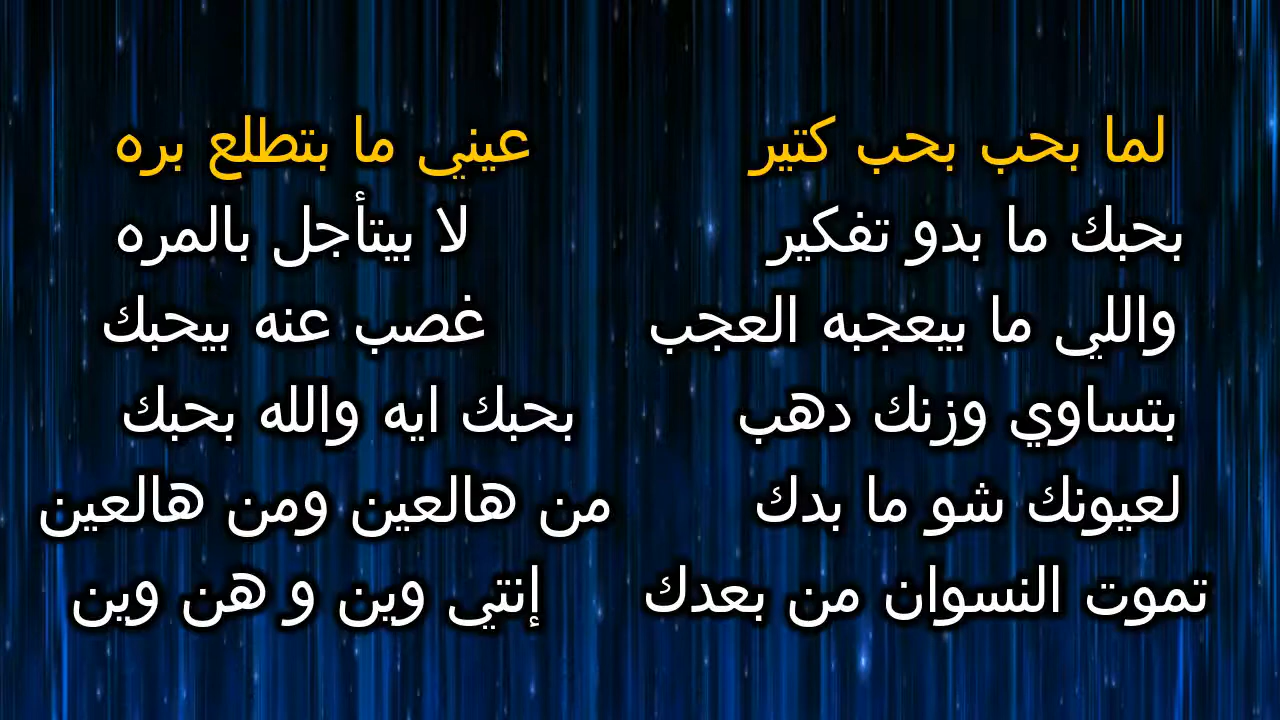 لما بحب بحب كتير عيني ما بتطلع بره
بحبك ما بدو تفكير لا بيتأجل بالمره
واللي ما بيعجبه العجب غصب عنه بيحبك
بتساوي وزنك دهب بحبك ايه والله بحبك
لعيونك شو ما بدك من هالعين ومن هالعين
تموت النسوان من بعدك إنتي وين و هن وين